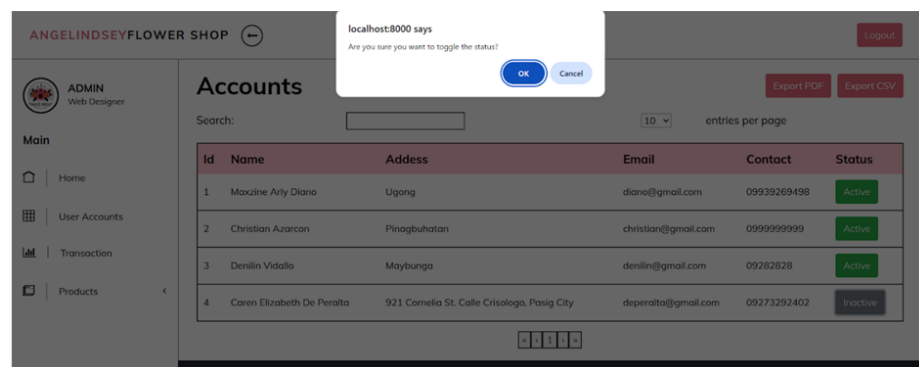 localhost:8000 says
Are you sure you want to toggle the status?
OK Cancel
ANGELINDSEYFLOWER SHOP
Logout
ADMIN
Web Designer
Main
Home
User Accounts
Transaction
Products
Accounts
Export PDF Export CSV
Search: 10 entries per page
Id Name Addess Email Contact Status
1 Maxzine Arly Diano Ugong diano@gmail.com 09939269498 Active
2 Christian Azarcon Pinagbuhatan christian@gmail.com 0999999999 Active
3 Denilin Vidallo Maybunga denilin@gmail.com 09282828 Active
4 Caren Elizabeth De Peralta 921 Cornelia St. Calle Crisologo, Pasig City deperalta@gmail.com 09273292402 Inactive
« ‹ 1 › »